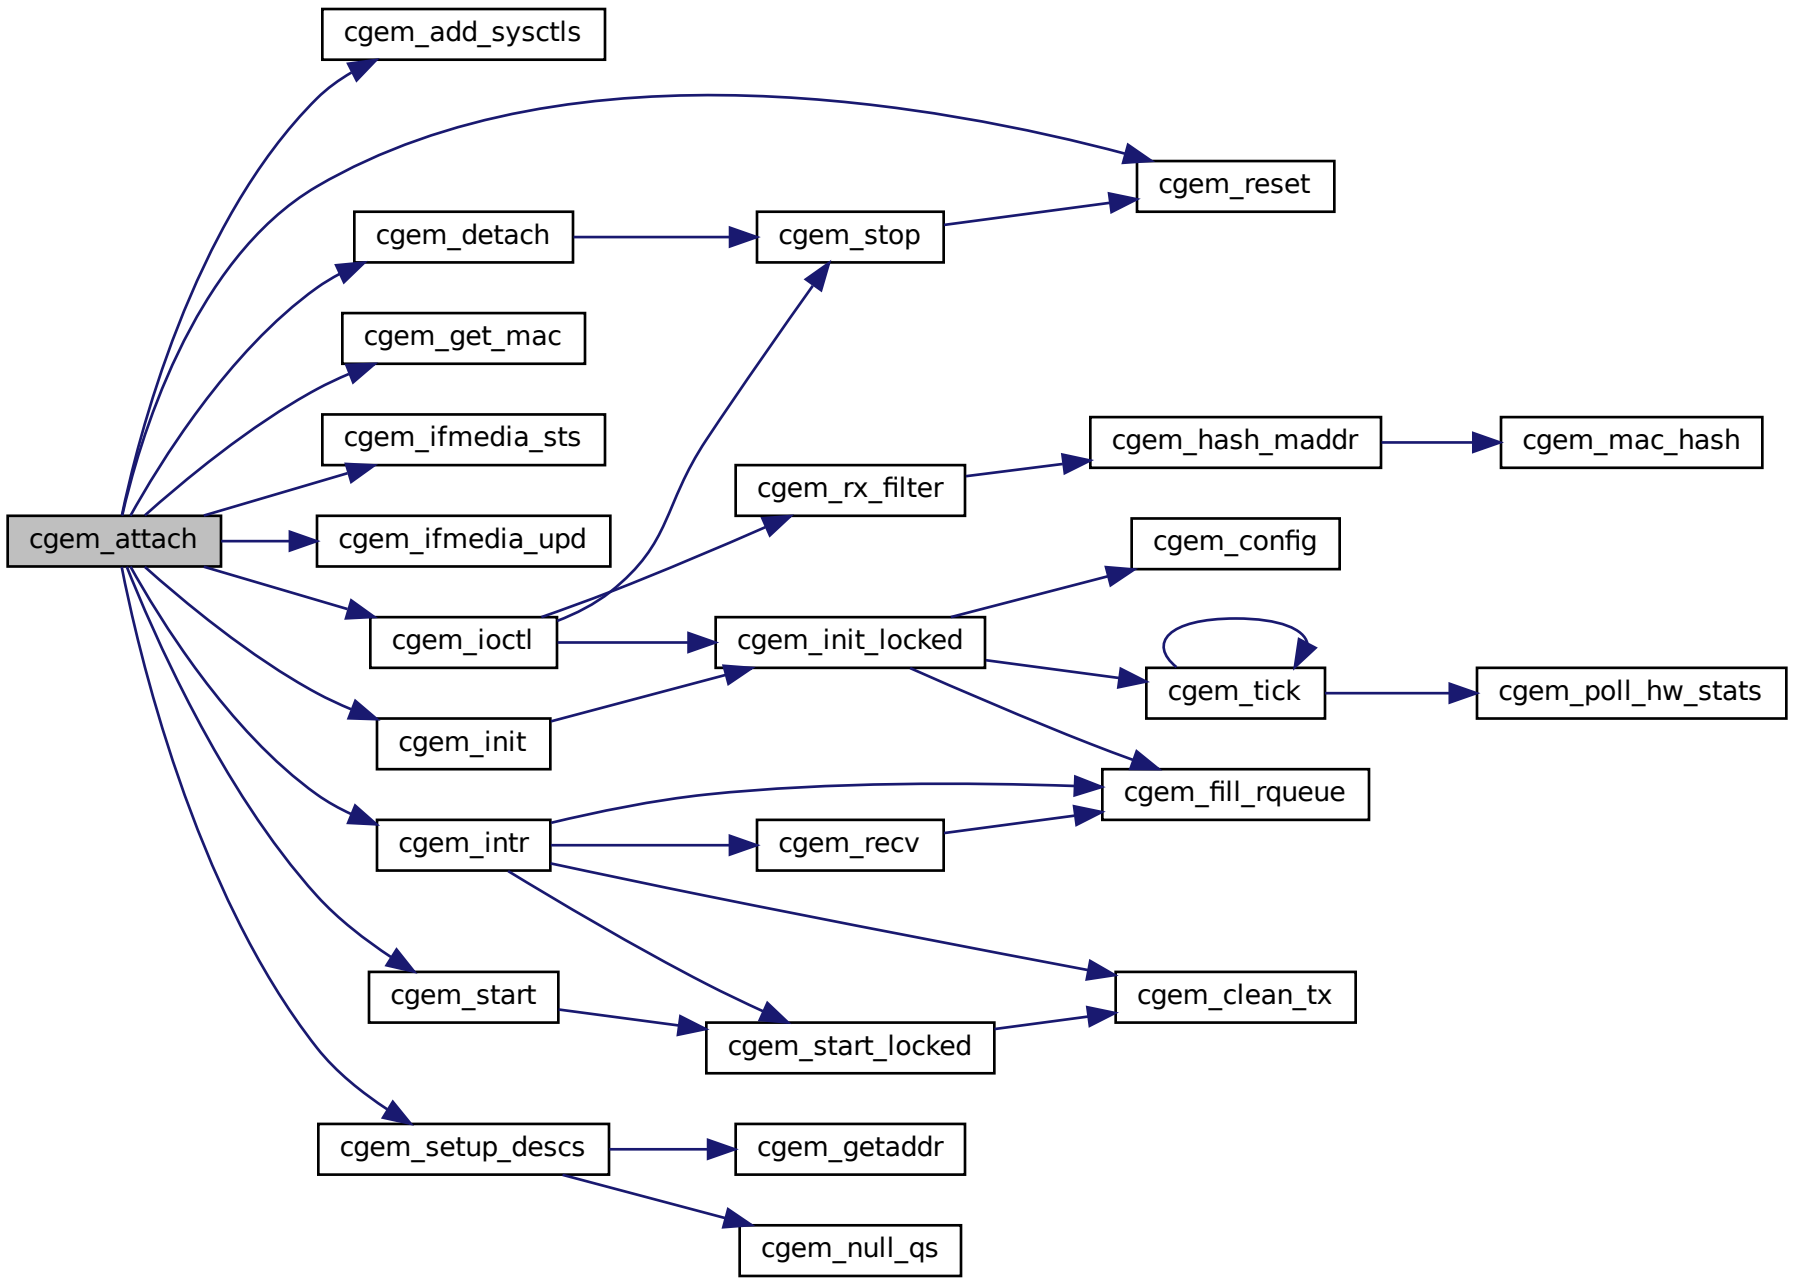 cgem_add_sysctls
cgem_reset
cgem_detach
cgem_stop
cgem_get_mac
cgem_ifmedia_sts
cgem_hash_maddr
cgem_mac_hash
cgem_rx_filter
cgem_attach
cgem_ifmedia_upd
cgem_config
cgem_ioctl
cgem_init_locked
cgem_tick
cgem_poll_hw_stats
cgem_init
cgem_fill_rqueue
cgem_intr
cgem_recv
cgem_start
cgem_clean_tx
cgem_start_locked
cgem_setup_descs
cgem_getaddr
cgem_null_qs